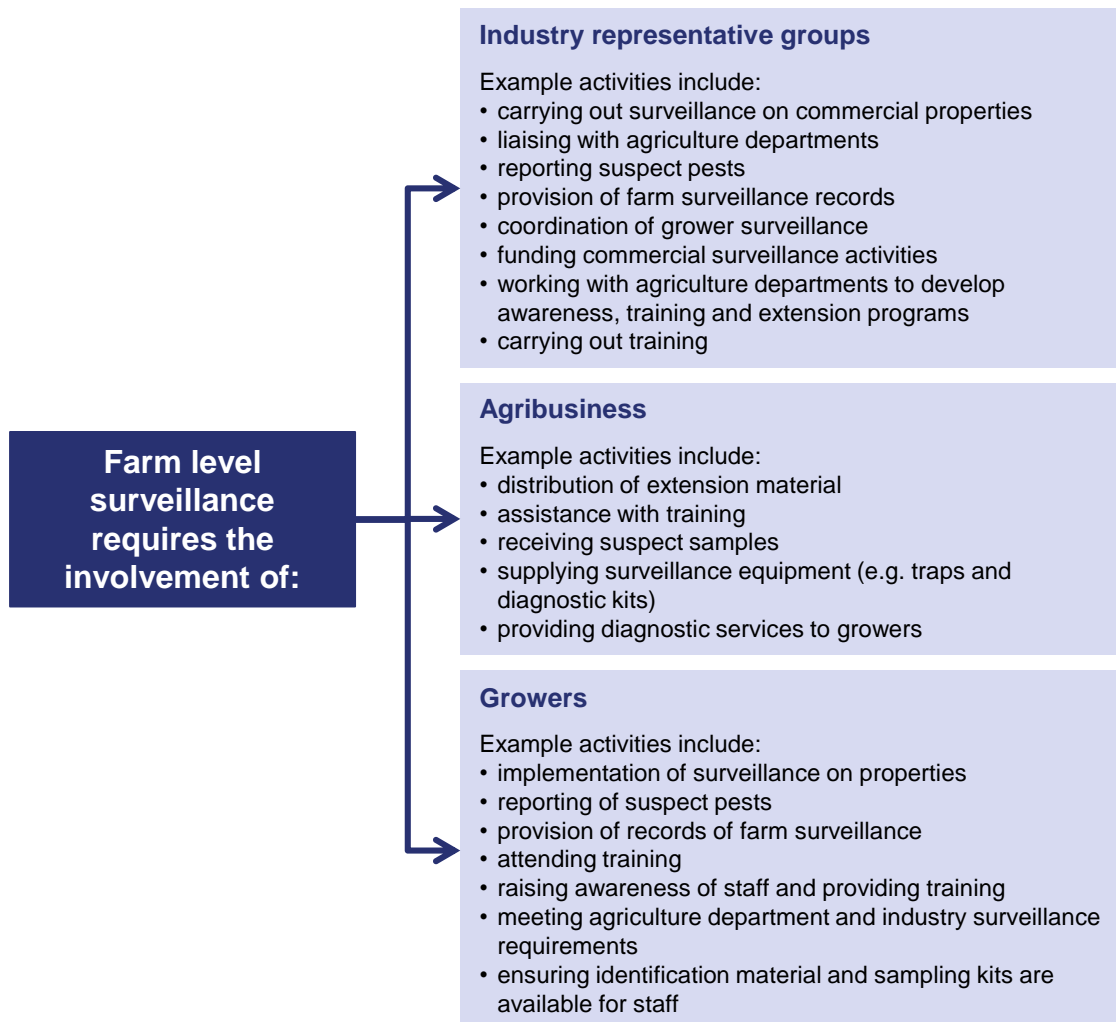 Farm level
surveillance
requires the
involvement of:
Industry representative groups
Example activities include:
• carrying out surveillance on commercial properties
• liaising with agriculture departments
• reporting suspect pests
• provision of farm surveillance records
• coordination of grower surveillance
• funding commercial surveillance activities
• working with agriculture departments to develop
awareness, training and extension programs
• carrying out training
Agribusiness
Example activities include:
• distribution of extension material
• assistance with training
• receiving suspect samples
• supplying surveillance equipment (e.g. traps and
diagnostic kits)
• providing diagnostic services to growers
Growers
Example activities include:
• implementation of surveillance on properties
• reporting of suspect pests
• provision of records of farm surveillance
• attending training
• raising awareness of staff and providing training
• meeting agriculture department and industry surveillance
requirements
• ensuring identification material and sampling kits are
available for staff